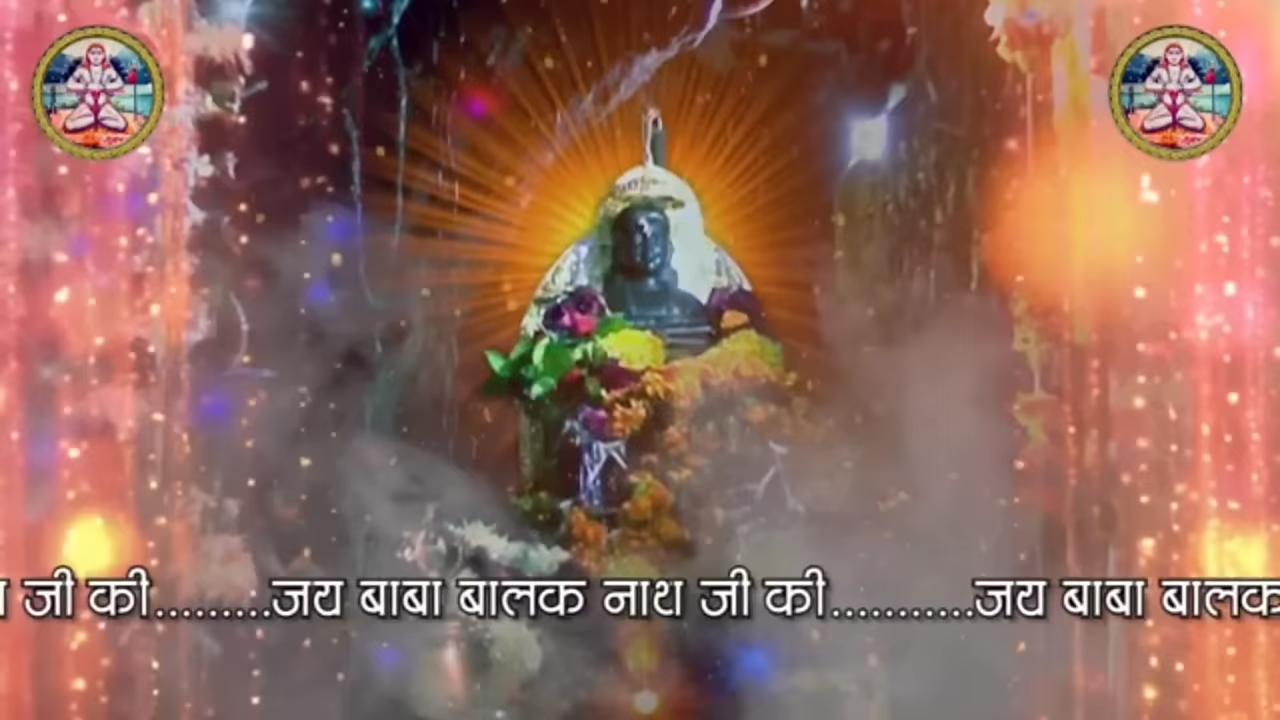 जी की.........जय बाबा बालक नाथ जी की...........जय बाबा बालक